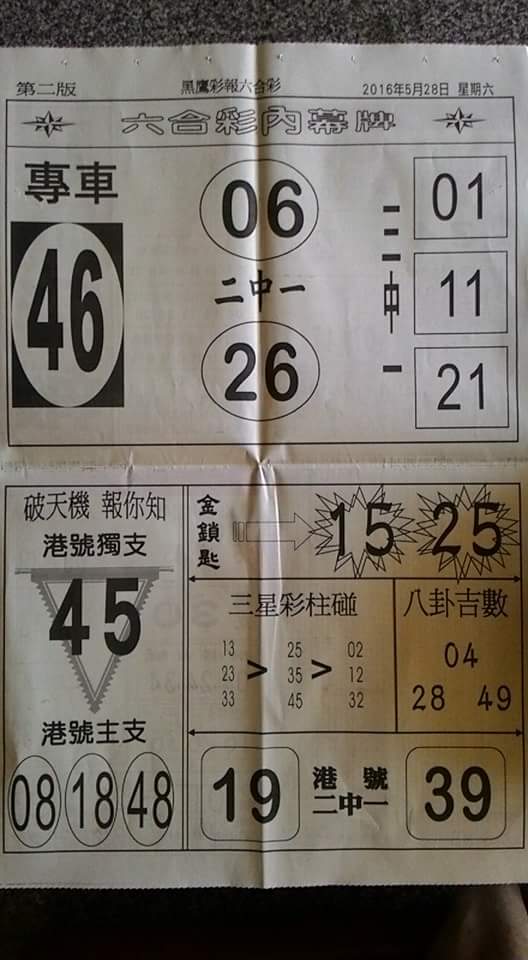 第二版 黑鷹彩報六合彩 2016年5月28日 星期六
六合彩內幕牌
專車
46
06
二中一
26
二三中一
01
11
21
破天機 報你知
港號獨支
45
港號主支
08 18 48
金鎖匙
15 25
三星彩柱碰
13 25 02
23 > 35 > 12
33 45 32
八卦吉數
04
28 49
19
港號
二中一
39